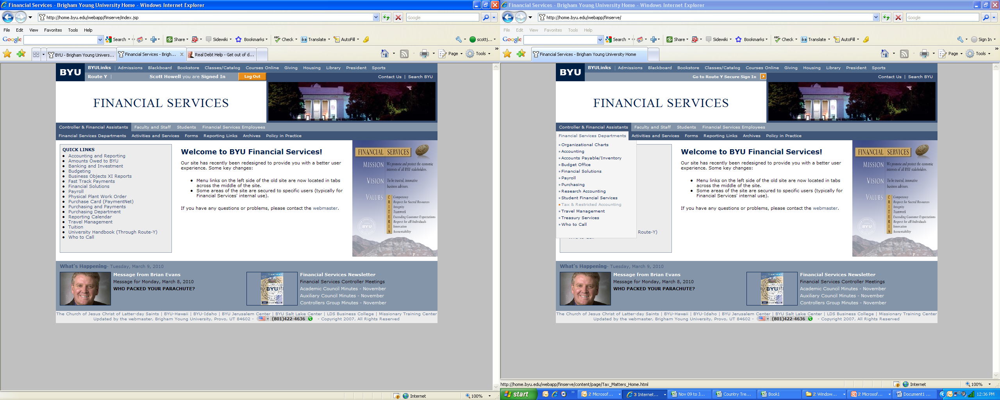 Financial Services - Brigham Young University Home - Windows Internet Explorer
http://home.byu.edu/webapp/finserve/index.jsp
Google
File Edit View Favorites Tools Help
Google Search Share Sidewiki Bookmarks Check Translate AutoFill scottj...
BYU - Brigham Young Univers... Financial Services - Brigh... Real Debt Help - Get out of d... Page Tools
BYU BYULinks | Admissions Blackboard Bookstore Classes/Catalog Courses Online Giving Housing Library President Sports
Route Y | Scott Howell you are Signed In Log Out Contact Us | Search BYU
FINANCIAL SERVICES
Controller & Financial Assistants Faculty and Staff Students Financial Services Employees
Financial Services Departments Activities and Services Forms Reporting Links Archives Policy in Practice
QUICK LINKS
Accounting and Reporting
Amounts Owed to BYU
Banking and Investment
Budgeting
Business Objects XI Reports
Fast Track Payments
Financial Solutions
Payroll
Physical Plant Work Order
Purchase Card (PaymentNet)
Purchasing and Payments
Purchasing Department
Reporting Calendar
Travel Management
Tuition
University Handbook (Through Route-Y)
Who to Call
Welcome to BYU Financial Services!
Our site has recently been redesigned to provide you with a better user
experience. Some key changes:
Menu links on the left side of the old site are now located in tabs
across the middle of the site.
Some areas of the site are secured to specific users (typically for
Financial Services' internal use).
If you have any questions or problems, please contact the webmaster.
FINANCIAL SERVICES
MISSION We promote and protect the economic
interests of all BYU stakeholders.
VISION To be trusted, innovative
business advisors.
VALUES
C Competency
R Respect for Sacred Resources
I Integrity
T Teamwork
E Exceeding Customer Expectations
R Respect for all Individuals
I Innovation
A Accountability
BYU
What's Happening- Tuesday, March 9, 2010
Message from Brian Evans
Message for Monday, March 8, 2010
WHO PACKED YOUR PARACHUTE?
BYU
Financial Services Newsletter
Financial Services Controller Meetings
Academic Council Minutes - November
Auxiliary Council Minutes - November
Controllers Group Minutes - November
The Church of Jesus Christ of Latter-day Saints | BYU-Hawaii | BYU-Idaho | BYU Jerusalem Center | BYU Salt Lake Center | LDS Business College | Missionary Training Center
Updated by the webmaster, Brigham Young University, Provo, UT 84602 - (801)422-4636 - Copyright 2007, All Rights Reserved
Internet 100%
Financial Services - Brigham Young University Home - Windows Internet Explorer
http://home.byu.edu/webapp/finserve/
Google
File Edit View Favorites Tools Help
Google Search Share Sidewiki Bookmarks Check Translate AutoFill Sign In
Financial Services - Brigham Young University Home Page Tools
BYU BYULinks | Admissions Blackboard Bookstore Classes/Catalog Courses Online Giving Housing Library President Sports
Go to Route Y Secure Sign In Contact Us | Search BYU
FINANCIAL SERVICES
Controller & Financial Assistants Faculty and Staff Students Financial Services Employees
Financial Services Departments Activities and Services Forms Reporting Links Archives Policy in Practice
Organizational Charts
Accounting
Accounts Payable/Inventory
Budget Office
Financial Solutions
Payroll
Purchasing
Research Accounting
Student Financial Services
Tax & Restricted Accounting
Travel Management
Treasury Services
Who to Call
Route-Y)
Welcome to BYU Financial Services!
Our site has recently been redesigned to provide you with a better user
experience. Some key changes:
Menu links on the left side of the old site are now located in tabs
across the middle of the site.
Some areas of the site are secured to specific users (typically for
Financial Services' internal use).
If you have any questions or problems, please contact the webmaster.
FINANCIAL SERVICES
MISSION We promote and protect the economic
interests of all BYU stakeholders.
VISION To be trusted, innovative
business advisors.
VALUES
C Competency
R Respect for Sacred Resources
I Integrity
T Teamwork
E Exceeding Customer Expectations
R Respect for all Individuals
I Innovation
A Accountability
BYU
What's Happening- Tuesday, March 9, 2010
Message from Brian Evans
Message for Monday, March 8, 2010
WHO PACKED YOUR PARACHUTE?
BYU
Financial Services Newsletter
Financial Services Controller Meetings
Academic Council Minutes - November
Auxiliary Council Minutes - November
Controllers Group Minutes - November
The Church of Jesus Christ of Latter-day Saints | BYU-Hawaii | BYU-Idaho | BYU Jerusalem Center | BYU Salt Lake Center | LDS Business College | Missionary Training Center
Updated by the webmaster, Brigham Young University, Provo, UT 84602 - (801)422-4636 - Copyright 2007, All Rights Reserved
http://home.byu.edu/webapp/finserve/content/page/Tax_Matters_Home.html Internet 100%
start 2 Microsof... 3 Internet... Nov 09 to J... Country Tre... Book1 2 Window... 2 Microsof... Document1 ... 12:36 PM